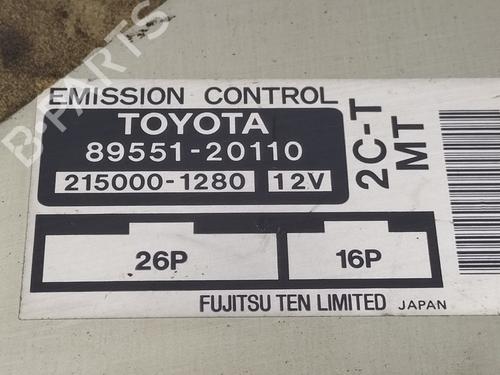 B-PARTS
EMISSION CONTROL
TOYOTA
89551-20110
215000-1280 12V
2C-T
MT
26P 16P
FUJITSU TEN LIMITED JAPAN